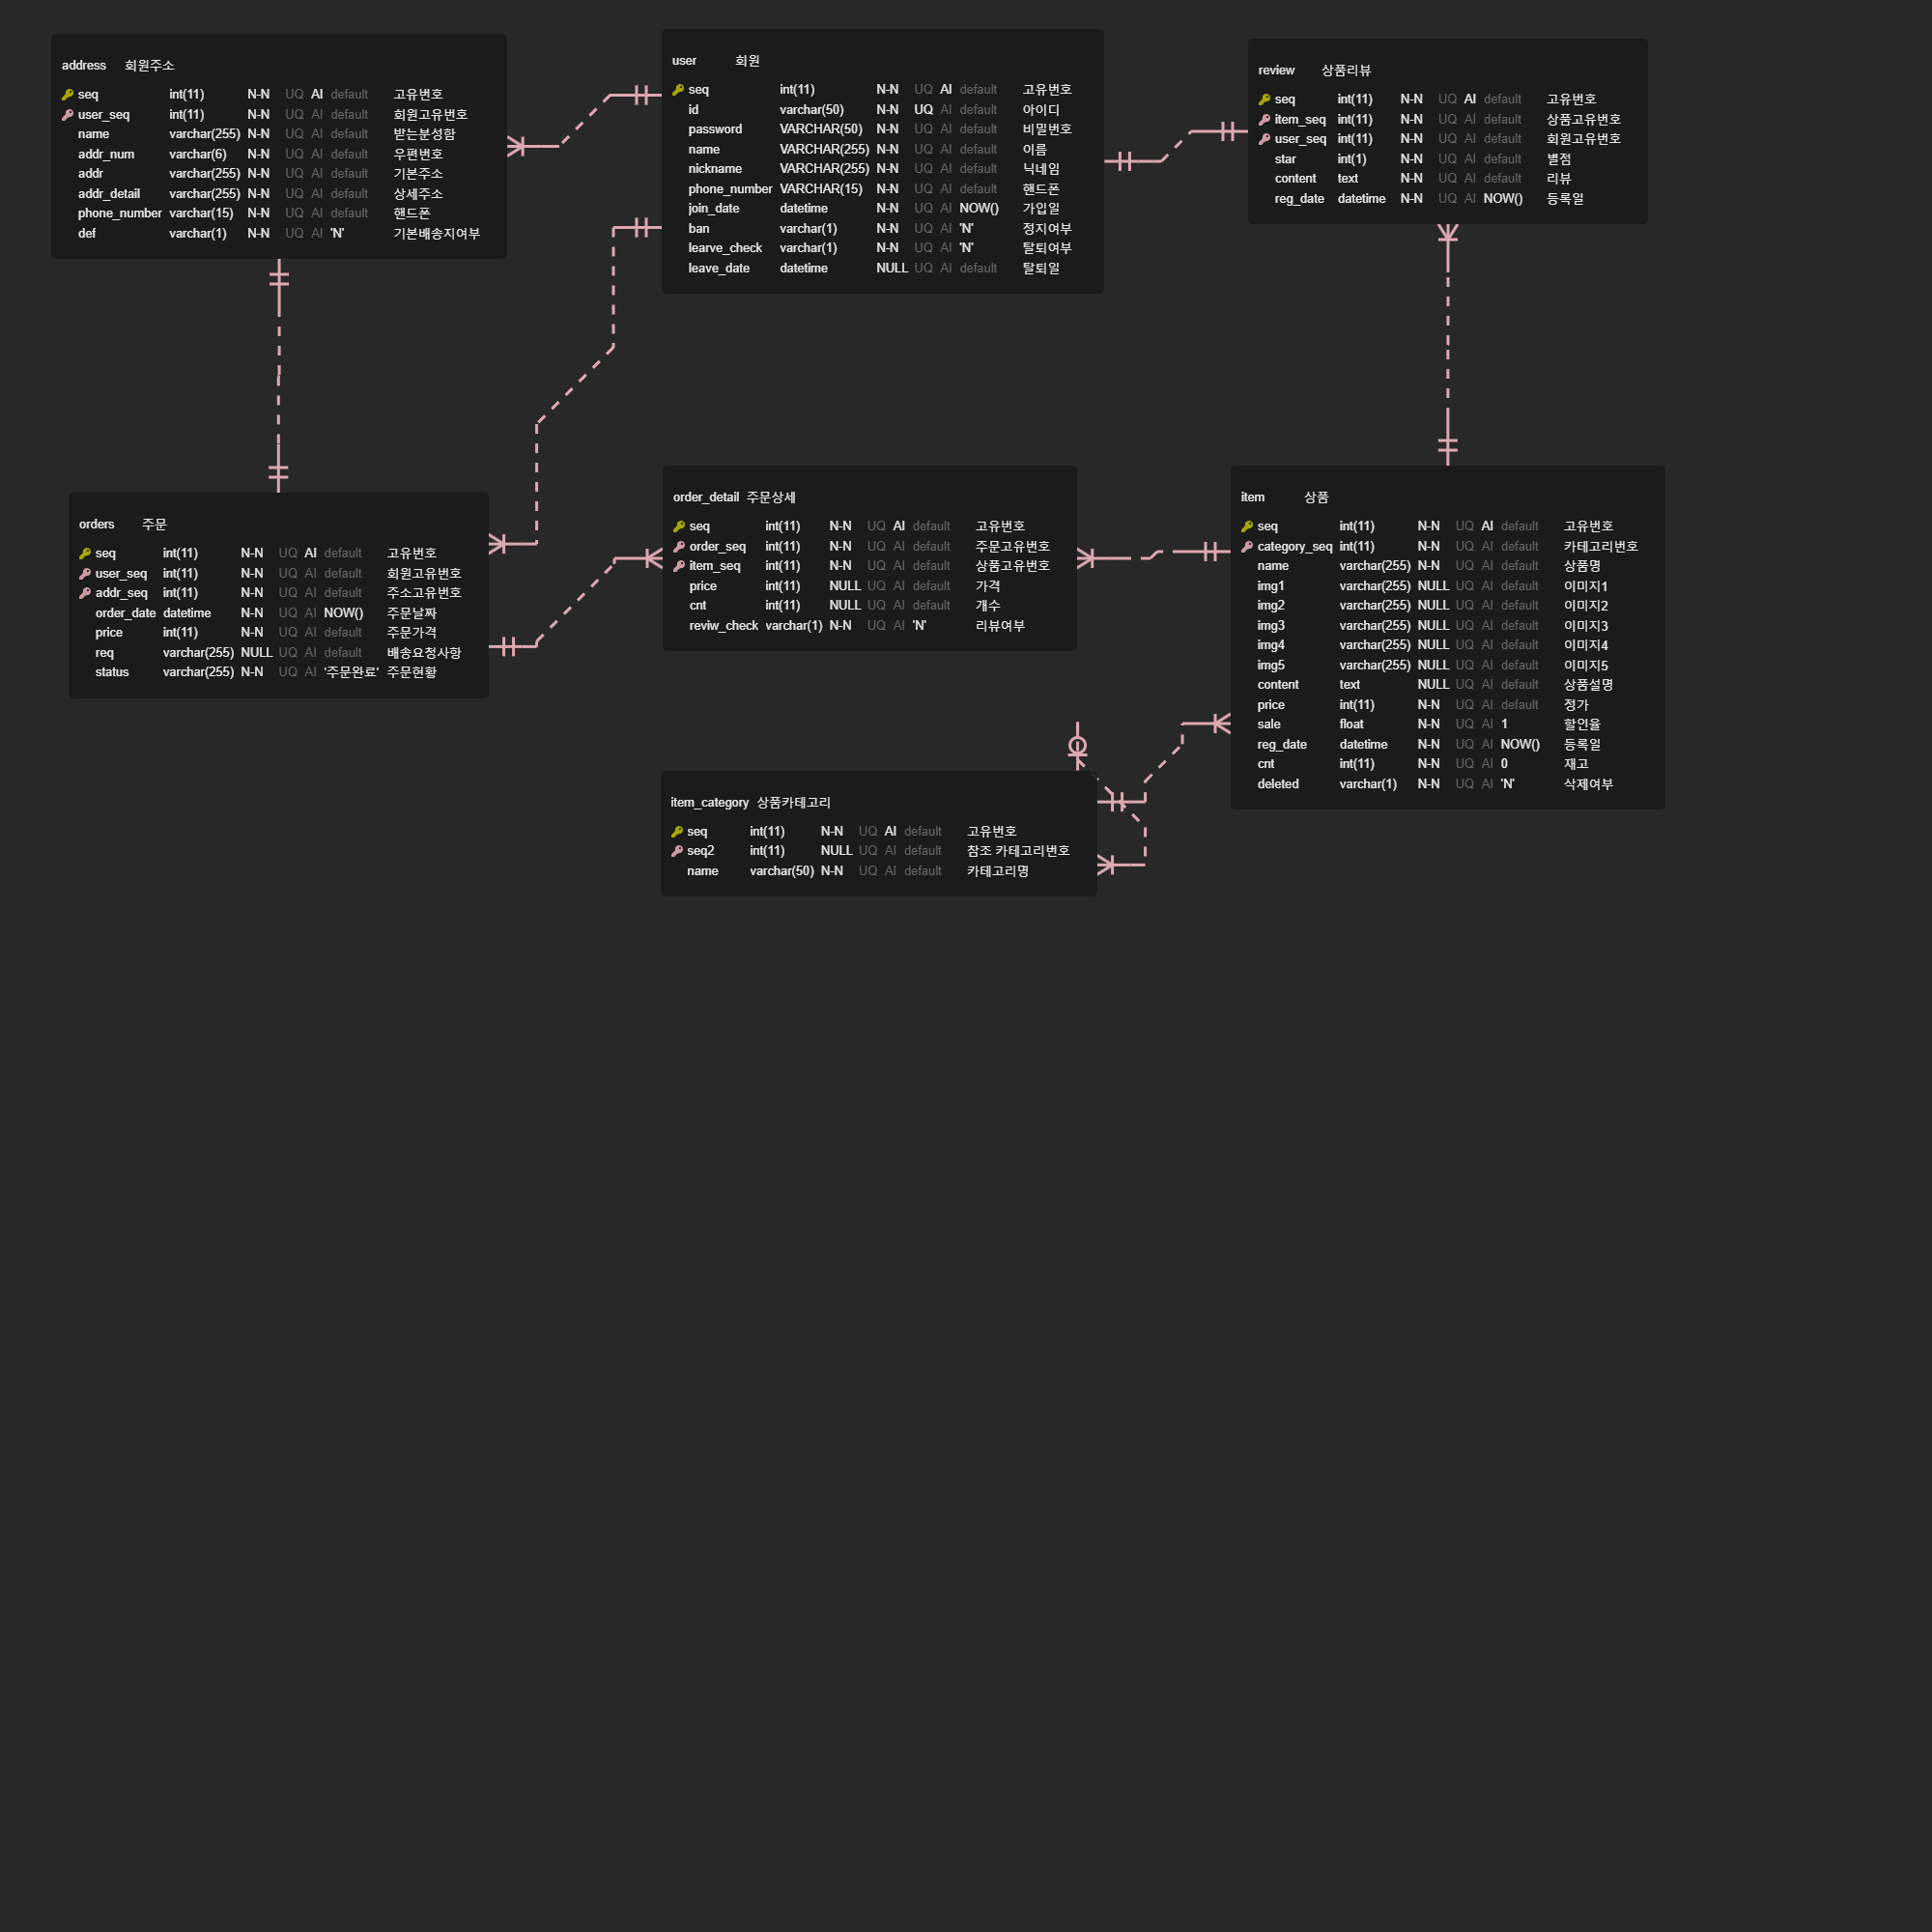 address 회원주소
seq int(11) N-N UQ AI default 고유번호
user_seq int(11) N-N UQ AI default 회원고유번호
name varchar(255) N-N UQ AI default 받는분성함
addr_num varchar(6) N-N UQ AI default 우편번호
addr varchar(255) N-N UQ AI default 기본주소
addr_detail varchar(255) N-N UQ AI default 상세주소
phone_number varchar(15) N-N UQ AI default 핸드폰
def varchar(1) N-N UQ AI 'N' 기본배송지여부
user 회원
seq int(11) N-N UQ AI default 고유번호
id varchar(50) N-N UQ AI default 아이디
password VARCHAR(50) N-N UQ AI default 비밀번호
name VARCHAR(255) N-N UQ AI default 이름
nickname VARCHAR(255) N-N UQ AI default 닉네임
phone_number VARCHAR(15) N-N UQ AI default 핸드폰
join_date datetime N-N UQ AI NOW() 가입일
ban varchar(1) N-N UQ AI 'N' 정지여부
learve_check varchar(1) N-N UQ AI 'N' 탈퇴여부
leave_date datetime NULL UQ AI default 탈퇴일
review 상품리뷰
seq int(11) N-N UQ AI default 고유번호
item_seq int(11) N-N UQ AI default 상품고유번호
user_seq int(11) N-N UQ AI default 회원고유번호
star int(1) N-N UQ AI default 별점
content text N-N UQ AI default 리뷰
reg_date datetime N-N UQ AI NOW() 등록일
orders 주문
seq int(11) N-N UQ AI default 고유번호
user_seq int(11) N-N UQ AI default 회원고유번호
addr_seq int(11) N-N UQ AI default 주소고유번호
order_date datetime N-N UQ AI NOW() 주문날짜
price int(11) N-N UQ AI default 주문가격
req varchar(255) NULL UQ AI default 배송요청사항
status varchar(255) N-N UQ AI '주문완료' 주문현황
order_detail 주문상세
seq int(11) N-N UQ AI default 고유번호
order_seq int(11) N-N UQ AI default 주문고유번호
item_seq int(11) N-N UQ AI default 상품고유번호
price int(11) NULL UQ AI default 가격
cnt int(11) NULL UQ AI default 개수
reviw_check varchar(1) N-N UQ AI 'N' 리뷰여부
item 상품
seq int(11) N-N UQ AI default 고유번호
category_seq int(11) N-N UQ AI default 카테고리번호
name varchar(255) N-N UQ AI default 상품명
img1 varchar(255) NULL UQ AI default 이미지1
img2 varchar(255) NULL UQ AI default 이미지2
img3 varchar(255) NULL UQ AI default 이미지3
img4 varchar(255) NULL UQ AI default 이미지4
img5 varchar(255) NULL UQ AI default 이미지5
content text NULL UQ AI default 상품설명
price int(11) N-N UQ AI default 정가
sale float N-N UQ AI 1 할인율
reg_date datetime N-N UQ AI NOW() 등록일
cnt int(11) N-N UQ AI 0 재고
deleted varchar(1) N-N UQ AI 'N' 삭제여부
item_category 상품카테고리
seq int(11) N-N UQ AI default 고유번호
seq2 int(11) NULL UQ AI default 참조 카테고리번호
name varchar(50) N-N UQ AI default 카테고리명